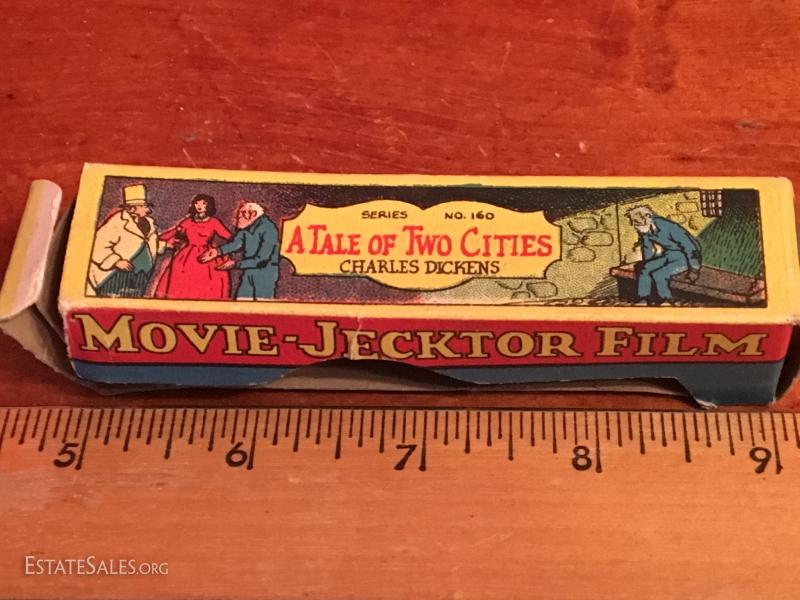 SERIES NO. 160
A TALE OF TWO CITIES
CHARLES DICKENS
MOVIE-JECKTOR FILM
5 6 7 8 9
ESTATESALES.ORG